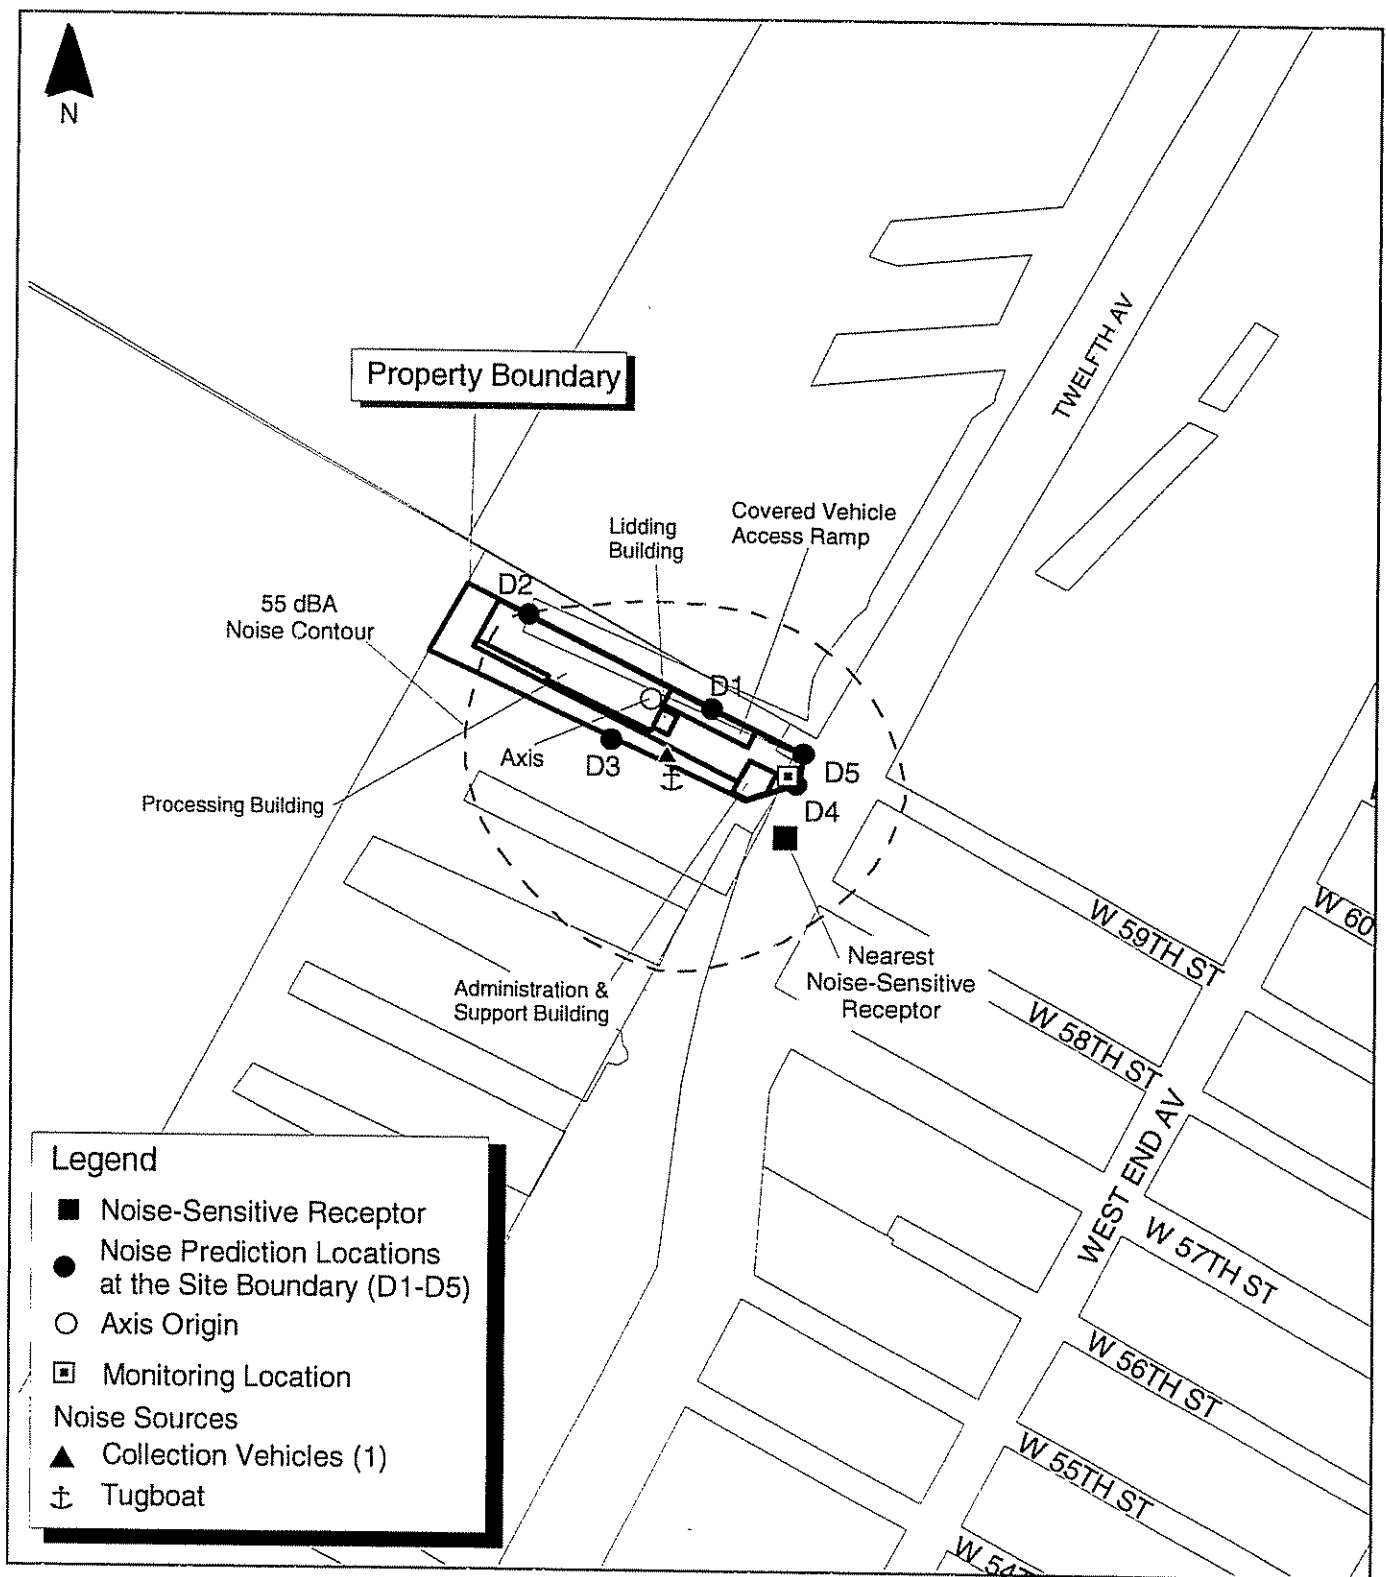 N
TWELFTH AV
Property Boundary
Covered Vehicle
Access Ramp
Lidding
Building
D2
55 dBA
Noise Contour
D1
Axis
D3
D5
D4
Processing Building
W 59TH ST
W 60
Nearest
Noise-Sensitive
Receptor
Administration &
Support Building
W 58TH ST
WEST END AV
W 57TH ST
W 56TH ST
W 55TH ST
W 54T
Legend
Noise-Sensitive Receptor
Noise Prediction Locations
at the Site Boundary (D1-D5)
Axis Origin
Monitoring Location
Noise Sources
Collection Vehicles (1)
Tugboat